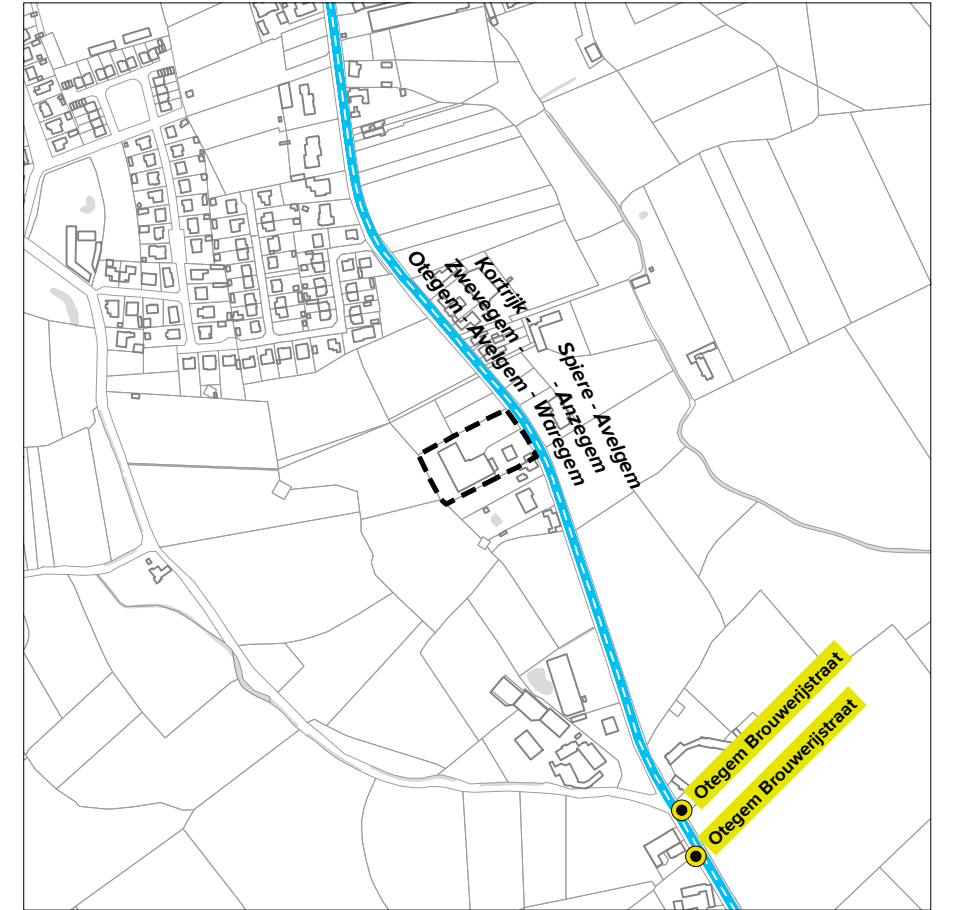 Kortrijk - Spiere - Avelgem
Zwevegem - - Anzegem
Otegem - Avelgem - Waregem
Otegem Brouwerijstraat
Otegem Brouwerijstraat